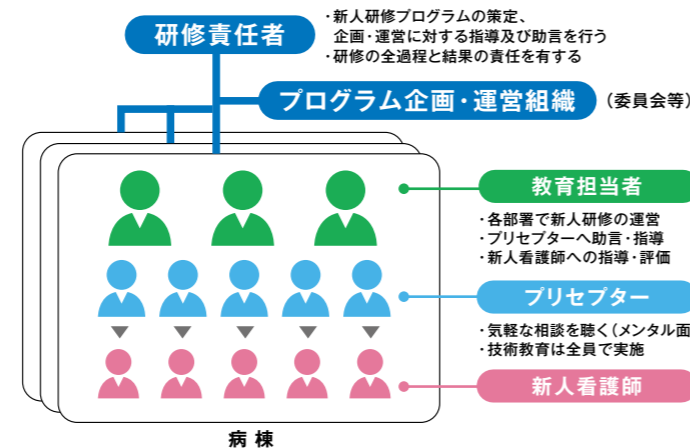 研修責任者
・新人研修プログラムの策定、
企画・運営に対する指導及び助言を行う
・研修の全過程と結果の責任を有する
プログラム企画・運営組織
（委員会等）
教育担当者
・各部署で新人研修の運営
・プリセプターへ助言・指導
・新人看護師への指導・評価
プリセプター
・気軽な相談を聴く（メンタル面
・技術教育は全員で実施
新人看護師
病棟